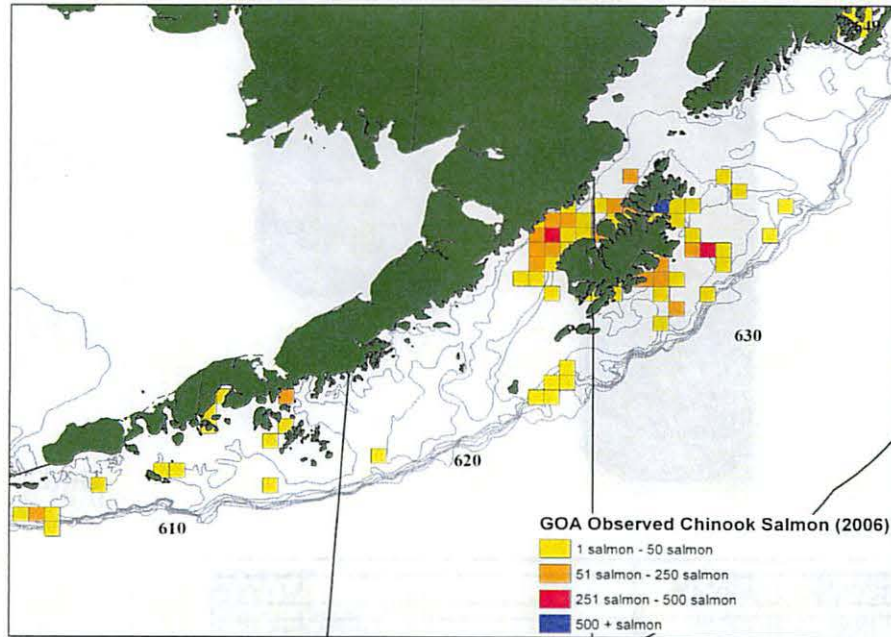 630
620
610
GOA Observed Chinook Salmon (2006)
1 salmon - 50 salmon
51 salmon - 250 salmon
251 salmon - 500 salmon
500 + salmon